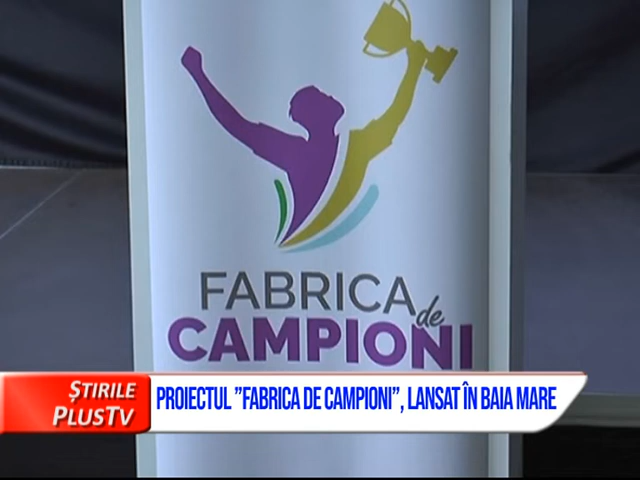 FABRICA
de
CAMPIONI
ȘTIRILE
PLUSTV
PROIECTUL ”FABRICA DE CAMPIONI”, LANSAT ÎN BAIA MARE